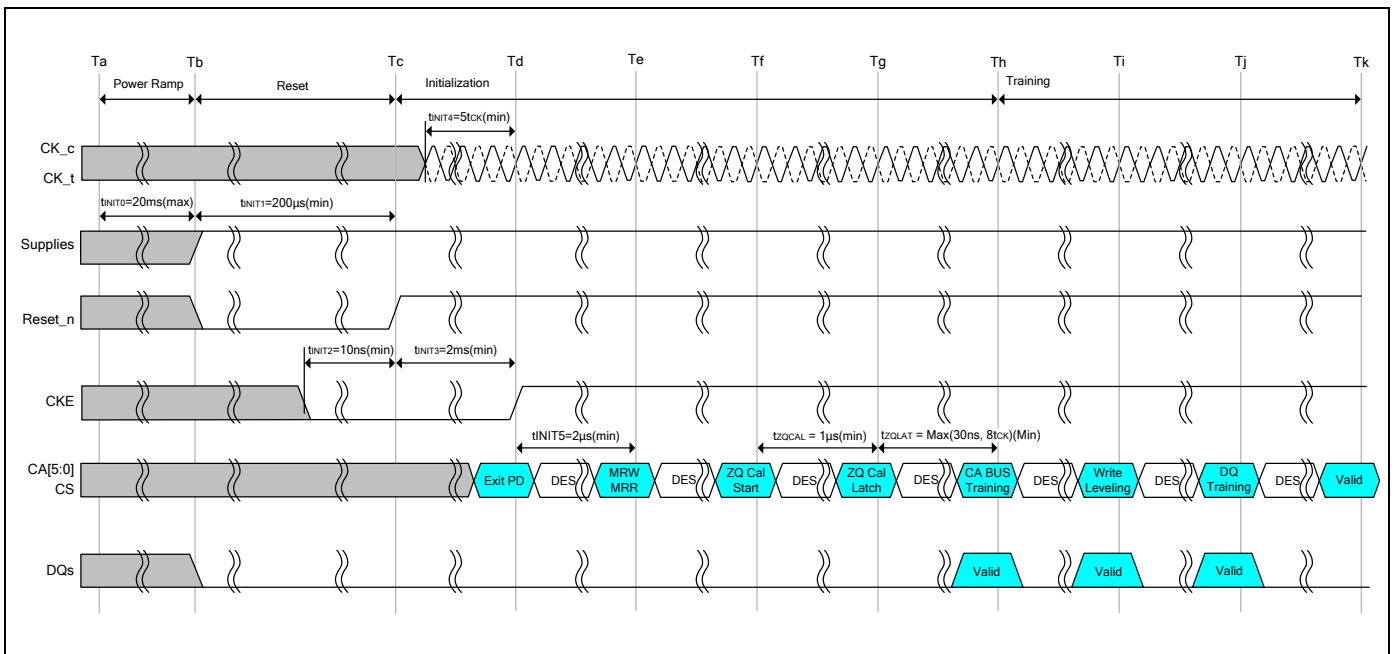 Ta Tb Tc Td Te Tf Tg Th Ti Tj Tk
Power Ramp Reset Initialization Training
tINIT4=5tCK(min)
CK_c
CK_t
tINIT0=20ms(max) tINIT1=200µs(min)
Supplies
Reset_n
tINIT2=10ns(min) tINIT3=2ms(min)
CKE
tINIT5=2µs(min) tZQCAL = 1µs(min) tZQLAT = Max(30ns, 8tCK)(Min)
CA[5:0]
CS
Exit PD DES MRW DES ZQ Cal DES ZQ Cal DES CA BUS DES Write DES DQ DES Valid
MRR Start Latch Training Leveling Training
DQs
Valid Valid Valid